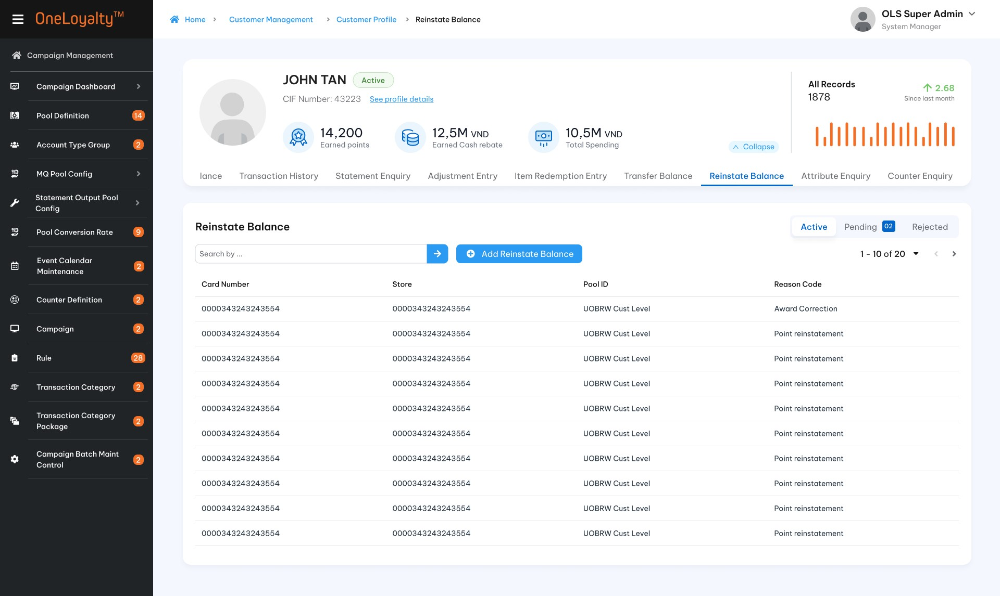 OneLoyalty™
Home
Customer Management
Customer Profile
Reinstate Balance
OLS Super Admin
System Manager
Campaign Management
Campaign Dashboard
Pool Definition 14
Account Type Group 2
MQ Pool Config
Statement Output Pool
Config
Pool Conversion Rate 9
Event Calendar
Maintenance 2
Counter Definition 2
Campaign 2
Rule 28
Transaction Category 2
Transaction Category
Package 2
Campaign Batch Maint
Control 2
JOHN TAN Active
CIF Number: 43223 See profile details
14,200
Earned points
12,5M VND
Earned Cash rebate
10,5M VND
Total Spending
Collapse
All Records
1878
2.68
Since last month
lance Transaction History Statement Enquiry Adjustment Entry Item Redemption Entry Transfer Balance Reinstate Balance Attribute Enquiry Counter Enquiry
Reinstate Balance
Active Pending 02 Rejected
Search by ...
Add Reinstate Balance
1 - 10 of 20
Card Number Store Pool ID Reason Code
0000343243243554 0000343243243554 UOBRW Cust Level Award Correction
0000343243243554 0000343243243554 UOBRW Cust Level Point reinstatement
0000343243243554 0000343243243554 UOBRW Cust Level Point reinstatement
0000343243243554 0000343243243554 UOBRW Cust Level Point reinstatement
0000343243243554 0000343243243554 UOBRW Cust Level Point reinstatement
0000343243243554 0000343243243554 UOBRW Cust Level Point reinstatement
0000343243243554 0000343243243554 UOBRW Cust Level Point reinstatement
0000343243243554 0000343243243554 UOBRW Cust Level Point reinstatement
0000343243243554 0000343243243554 UOBRW Cust Level Point reinstatement
0000343243243554 0000343243243554 UOBRW Cust Level Point reinstatement